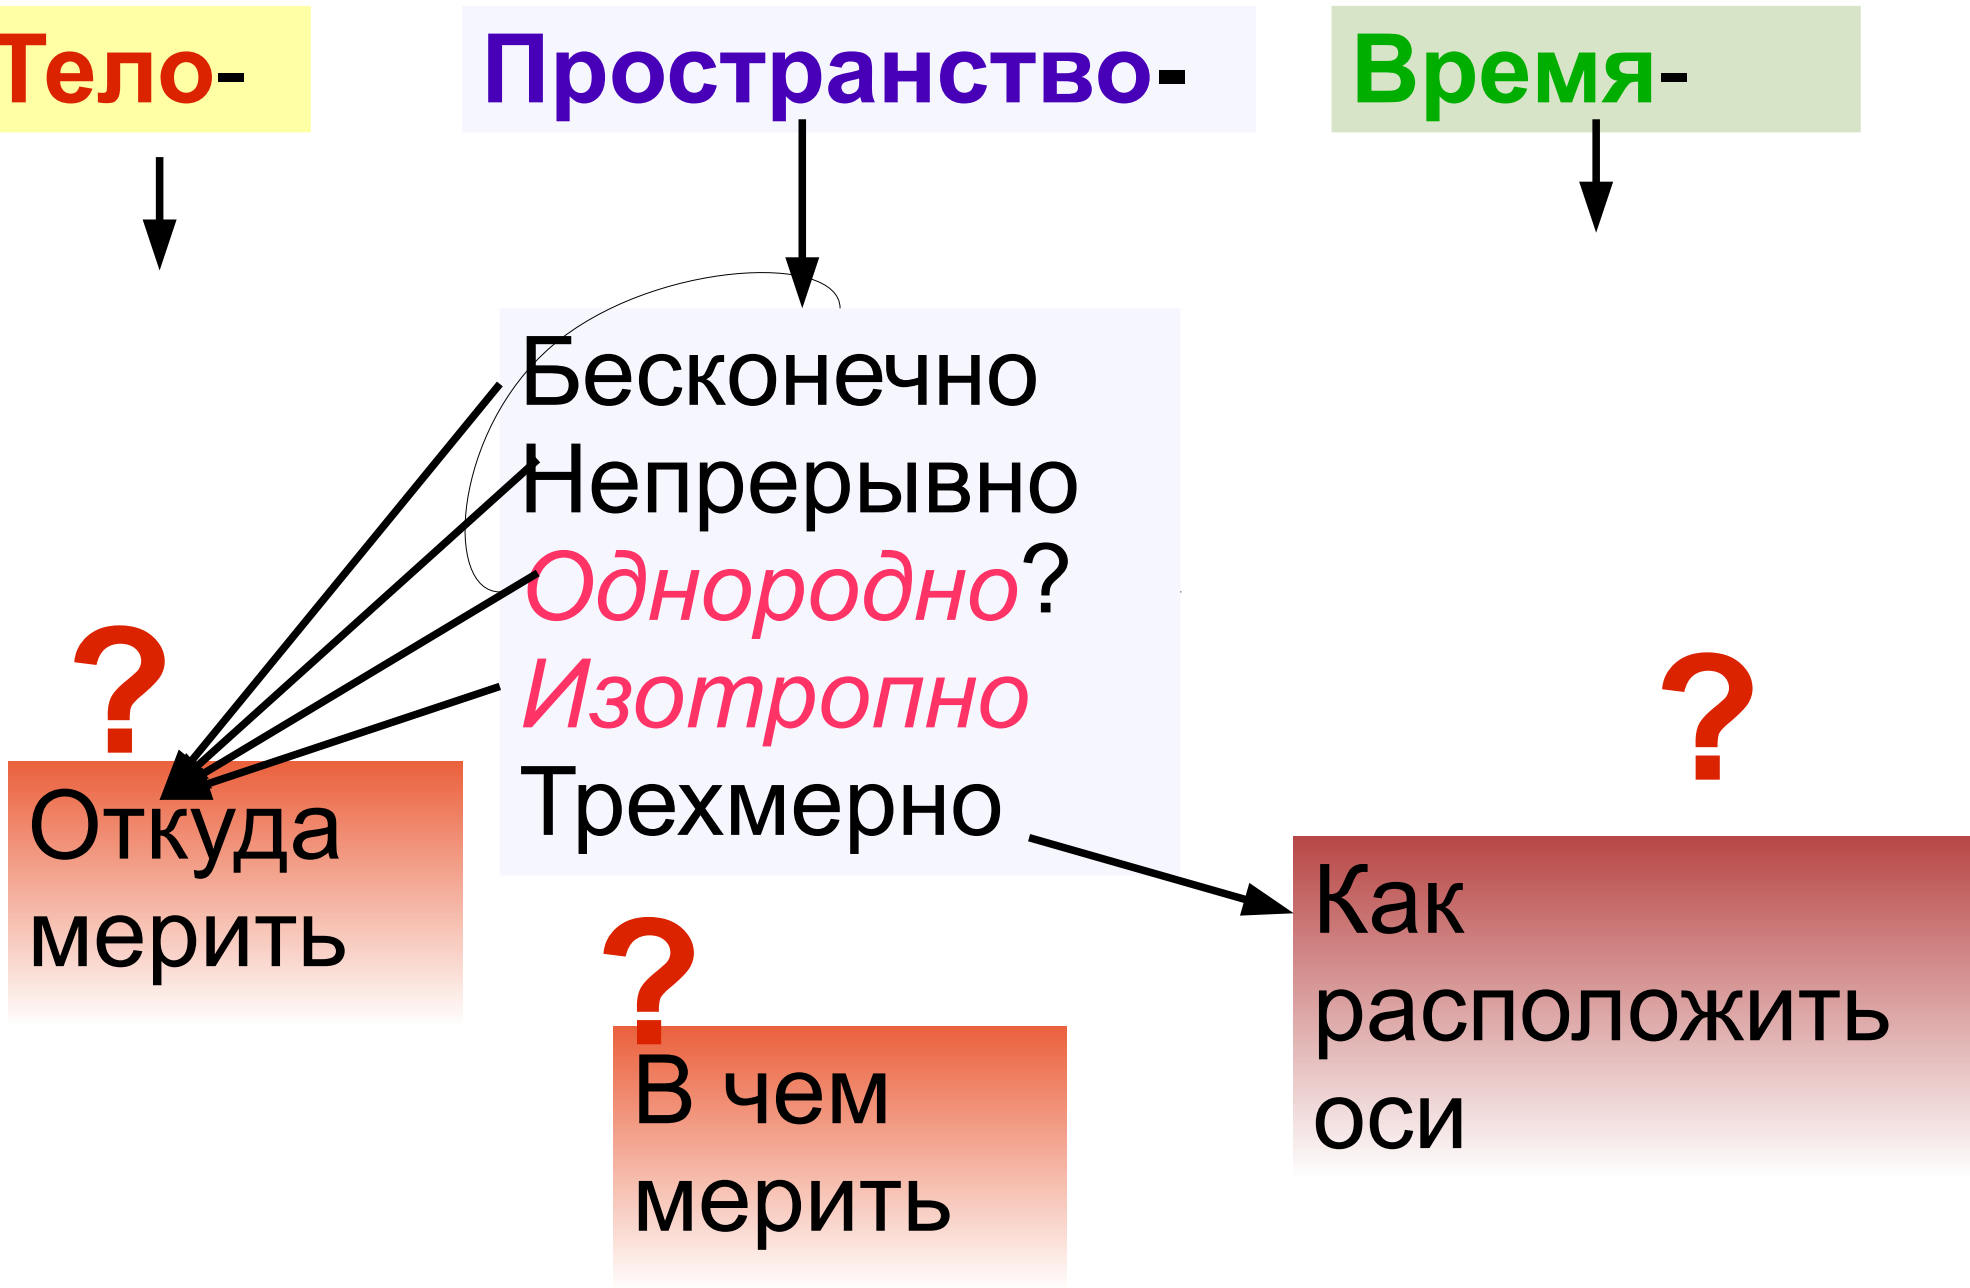 Тело-
Пространство-
Время-
Бесконечно
Непрерывно
Однородно?
Изотропно
Трехмерно
?
Откуда
мерить
?
В чем
мерить
?
Как
расположить
оси